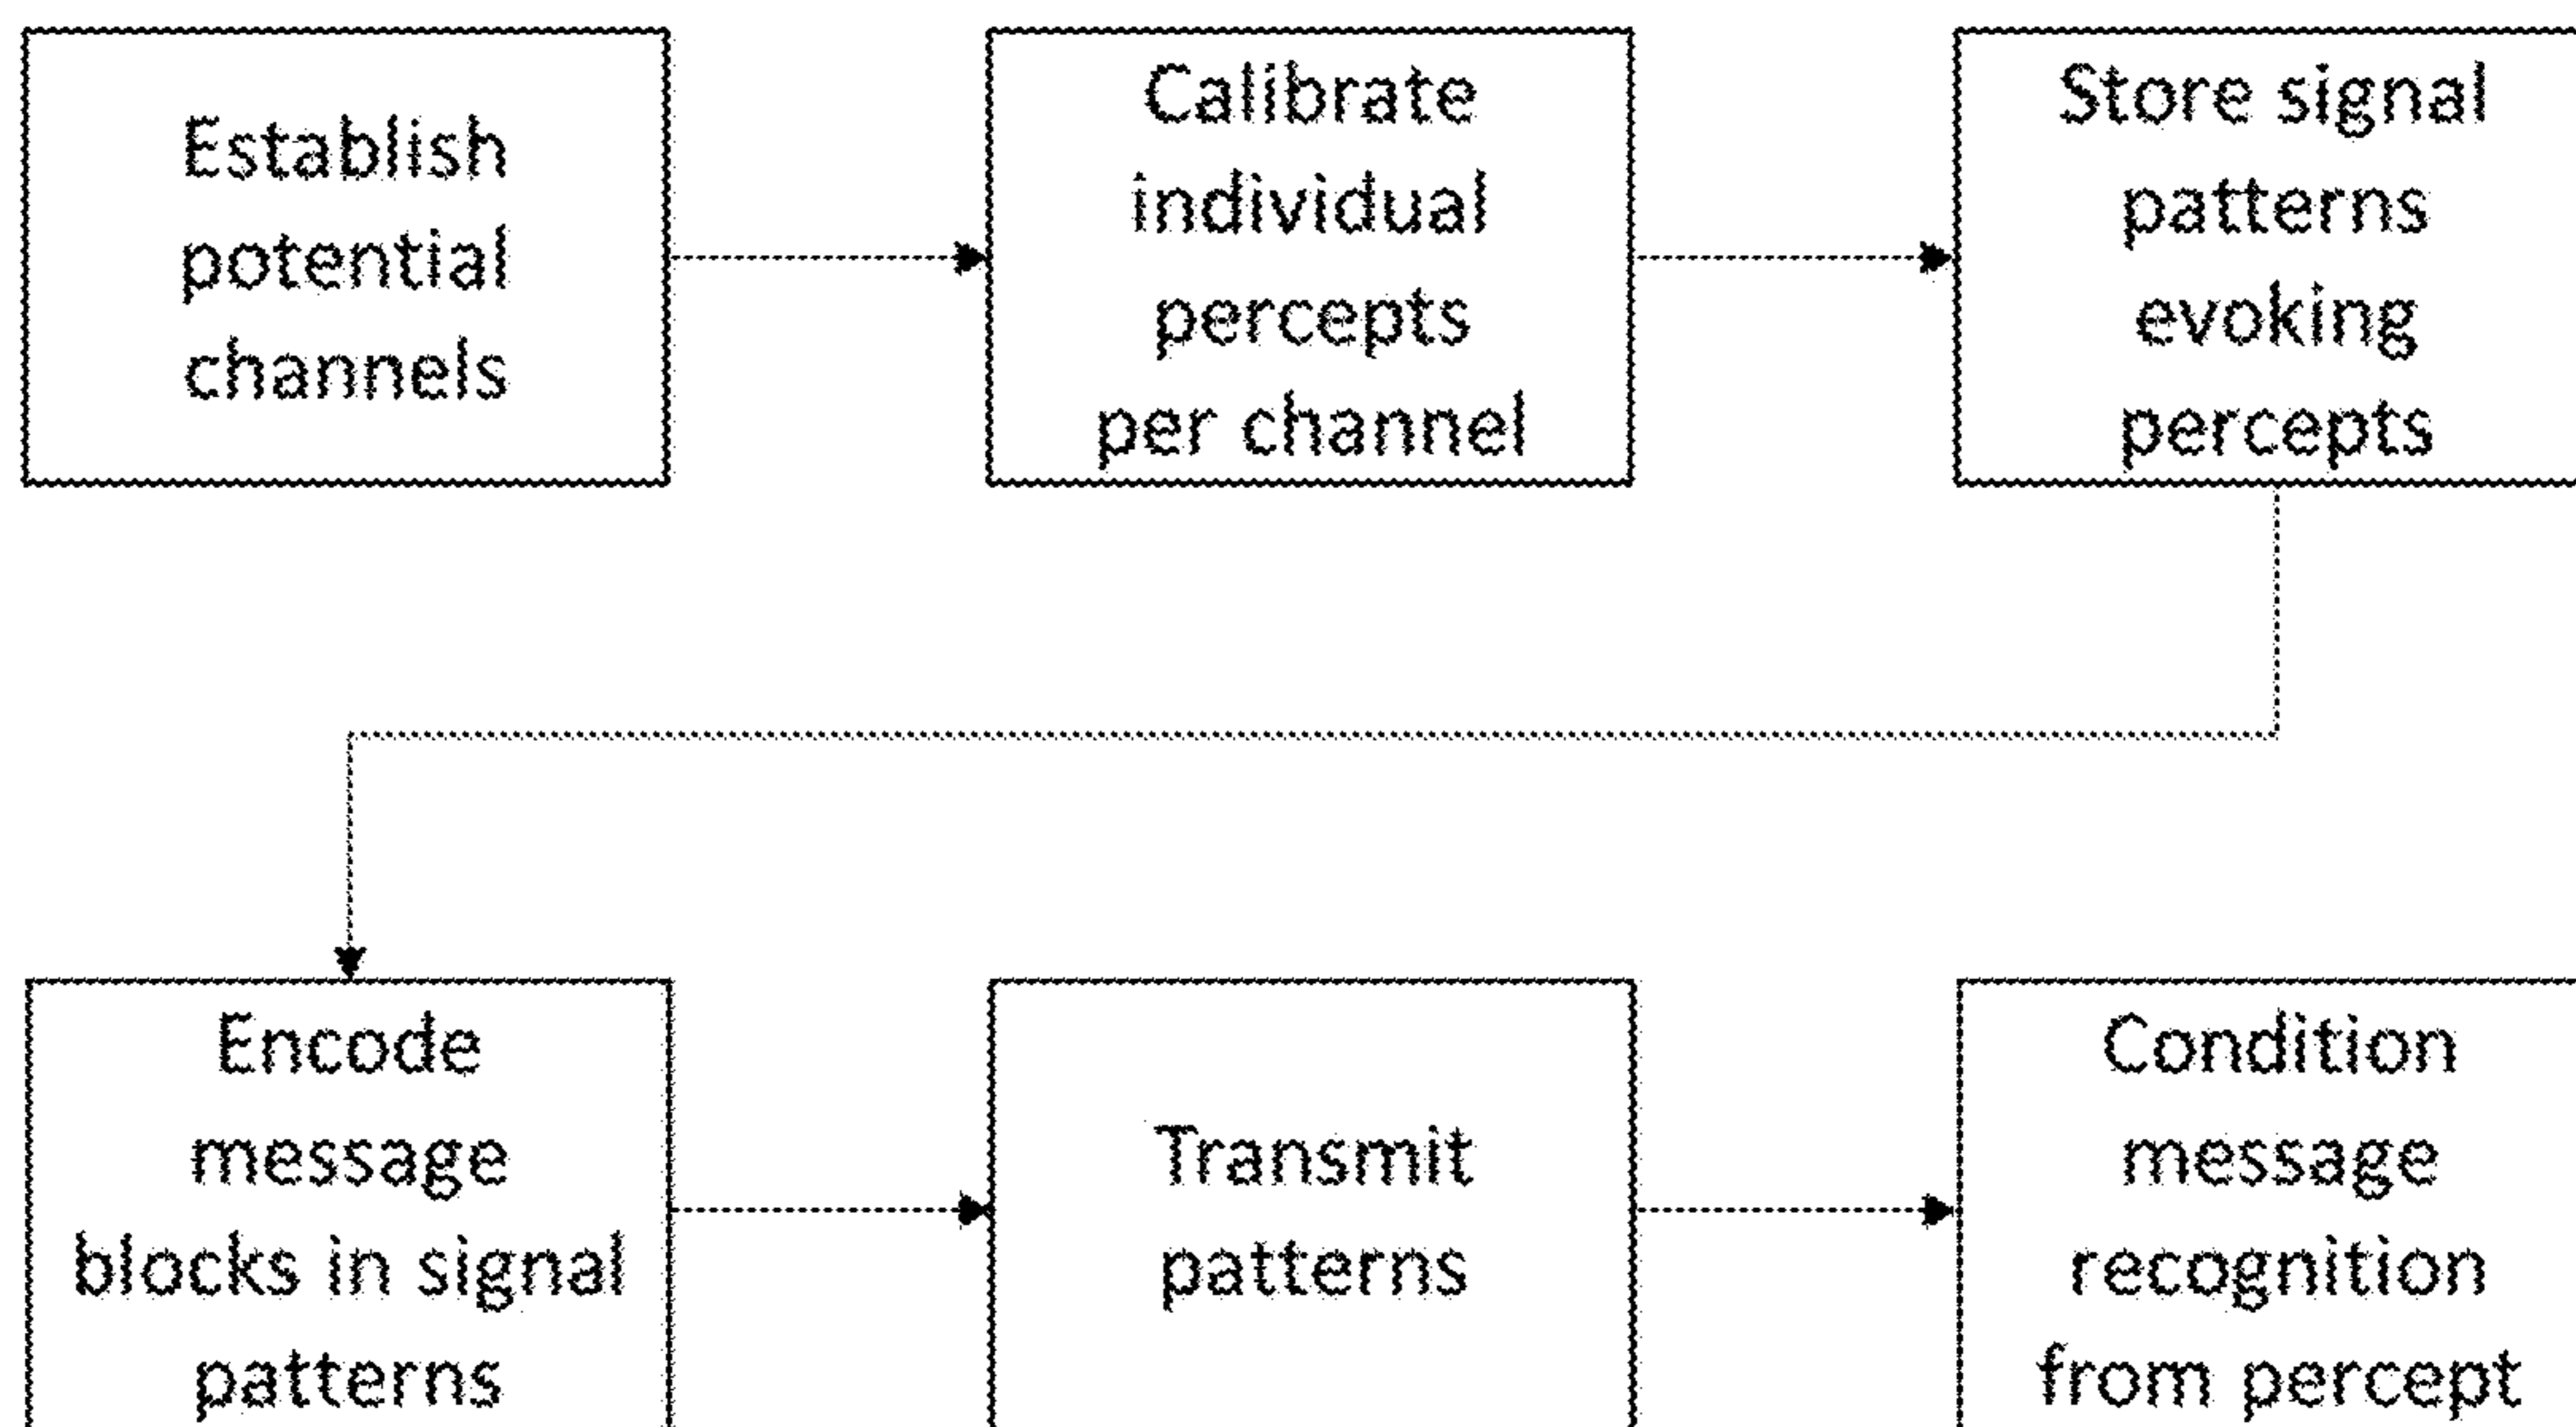 Establish
potential
channels
Calibrate
individual
percepts
per channel
Store signal
patterns
evoking
percepts
Encode
message
blocks in signal
patterns
Transmit
patterns
Condition
message
recognition
from percept